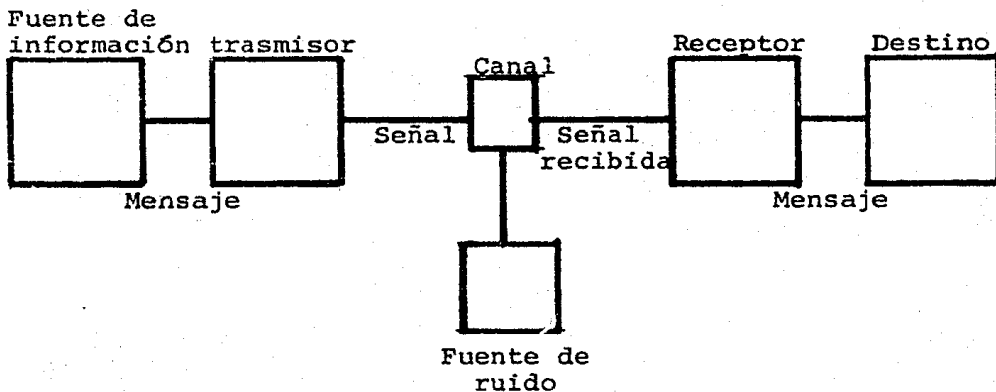 Fuente de
información trasmisor
Canal
Receptor
Destino
Señal
Señal
recibida
Mensaje
Mensaje
Fuente de
ruido